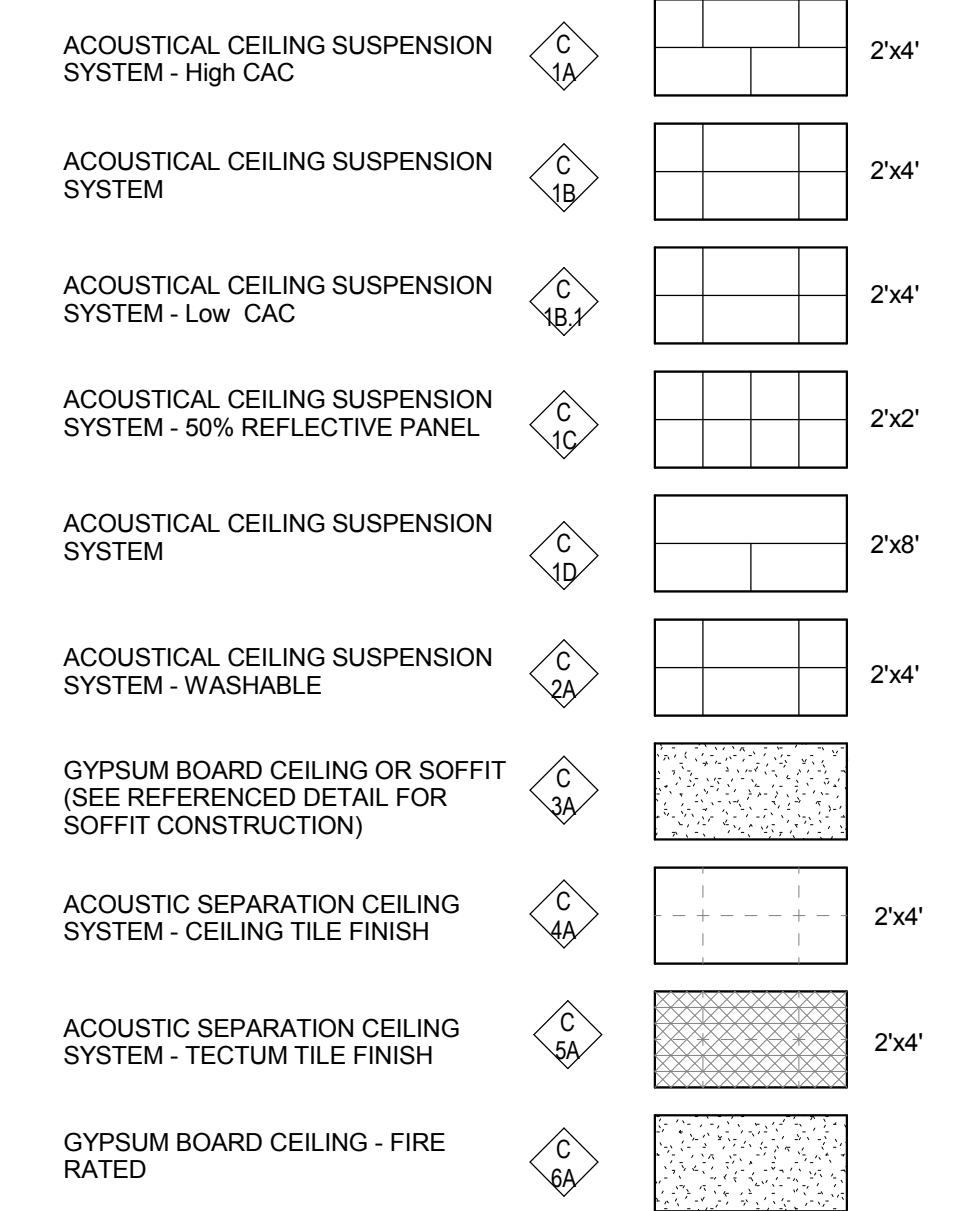 ACOUSTICAL CEILING SUSPENSION
SYSTEM - High CAC
C
1A
2'x4'
ACOUSTICAL CEILING SUSPENSION
SYSTEM
C
1B
2'x4'
ACOUSTICAL CEILING SUSPENSION
SYSTEM - Low  CAC
C
1B.1
2'x4'
ACOUSTICAL CEILING SUSPENSION
SYSTEM - 50% REFLECTIVE PANEL
C
1C
2'x2'
ACOUSTICAL CEILING SUSPENSION
SYSTEM
C
1D
2'x8'
ACOUSTICAL CEILING SUSPENSION
SYSTEM - WASHABLE
C
2A
2'x4'
GYPSUM BOARD CEILING OR SOFFIT
(SEE REFERENCED DETAIL FOR
SOFFIT CONSTRUCTION)
C
3A
ACOUSTIC SEPARATION CEILING
SYSTEM - CEILING TILE FINISH
C
4A
2'x4'
ACOUSTIC SEPARATION CEILING
SYSTEM - TECTUM TILE FINISH
C
5A
2'x4'
GYPSUM BOARD CEILING - FIRE
RATED
C
6A